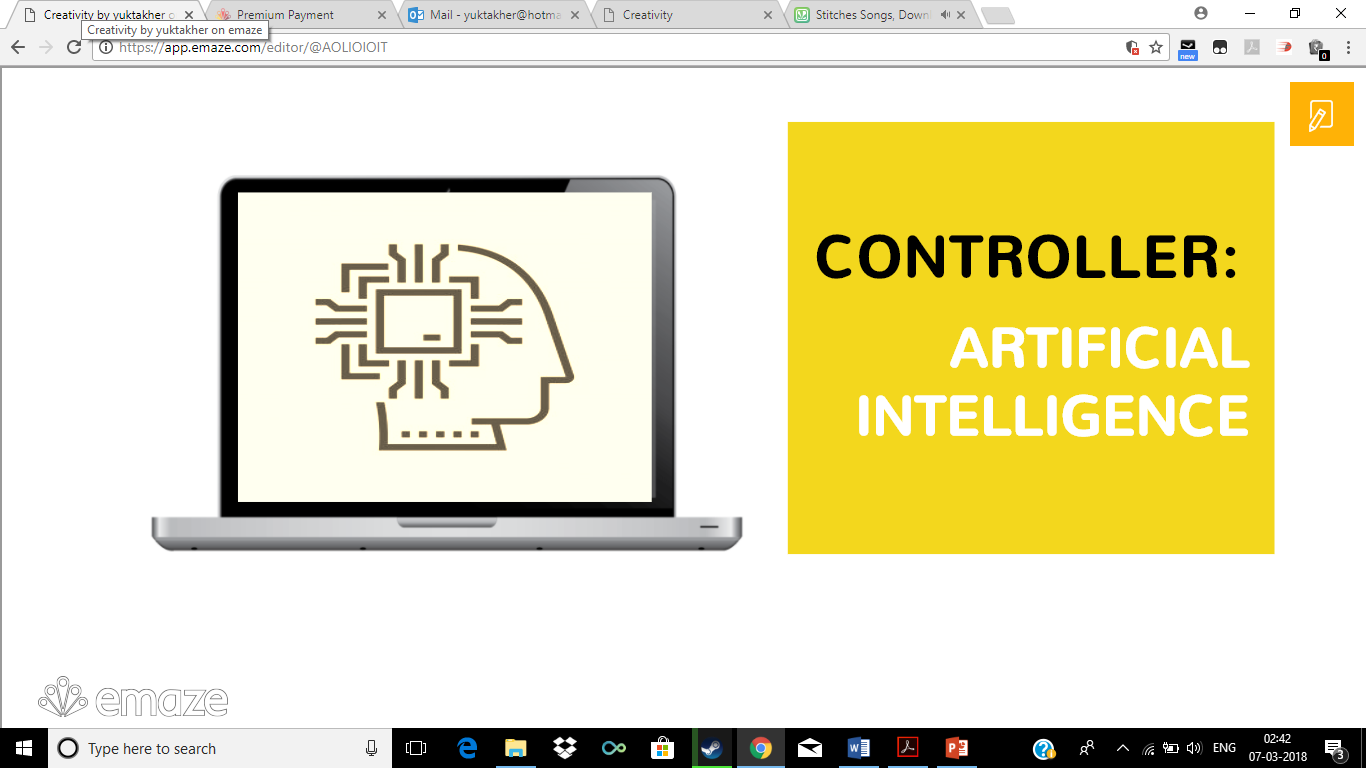 Creativity by yuktakher o
Premium Payment
Mail - yuktakher@hotma
Creativity
Stitches Songs, Downl
Creativity by yuktakher on emaze
https://app.emaze.com/editor/@AOLIOIOIT
new
0
CONTROLLER:
ARTIFICIAL
INTELLIGENCE
emaze
Type here to search
ENG
02:42
07-03-2018
3